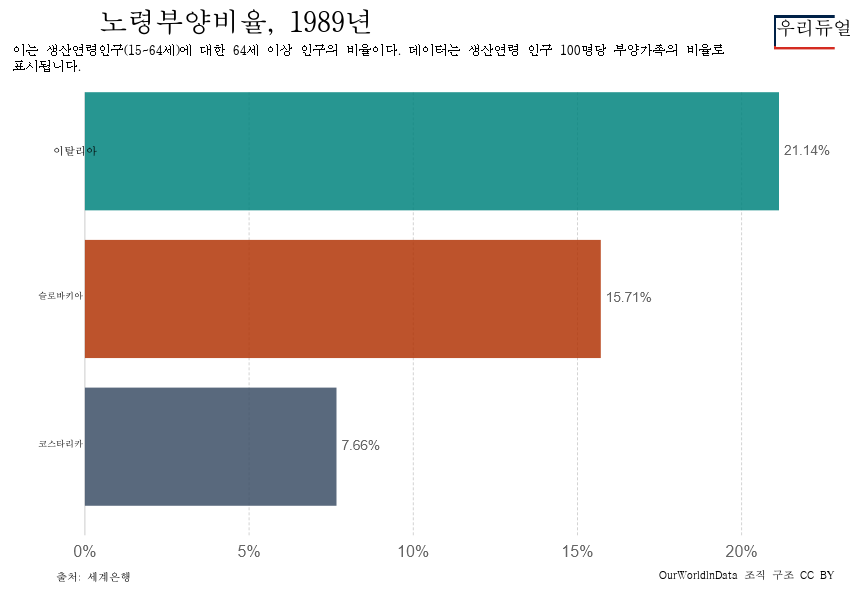 노령부양비율, 1989년
우리듀얼
이는 생산연령인구(15~64세)에 대한 64세 이상 인구의 비율이다. 데이터는 생산연령 인구 100명당 부양가족의 비율로
표시됩니다.
이탈리아
21.14%
슬로바키아
15.71%
코스타리카
7.66%
0% 5% 10% 15% 20%
출처: 세계은행
OurWorldInData 조직 구조 CC BY